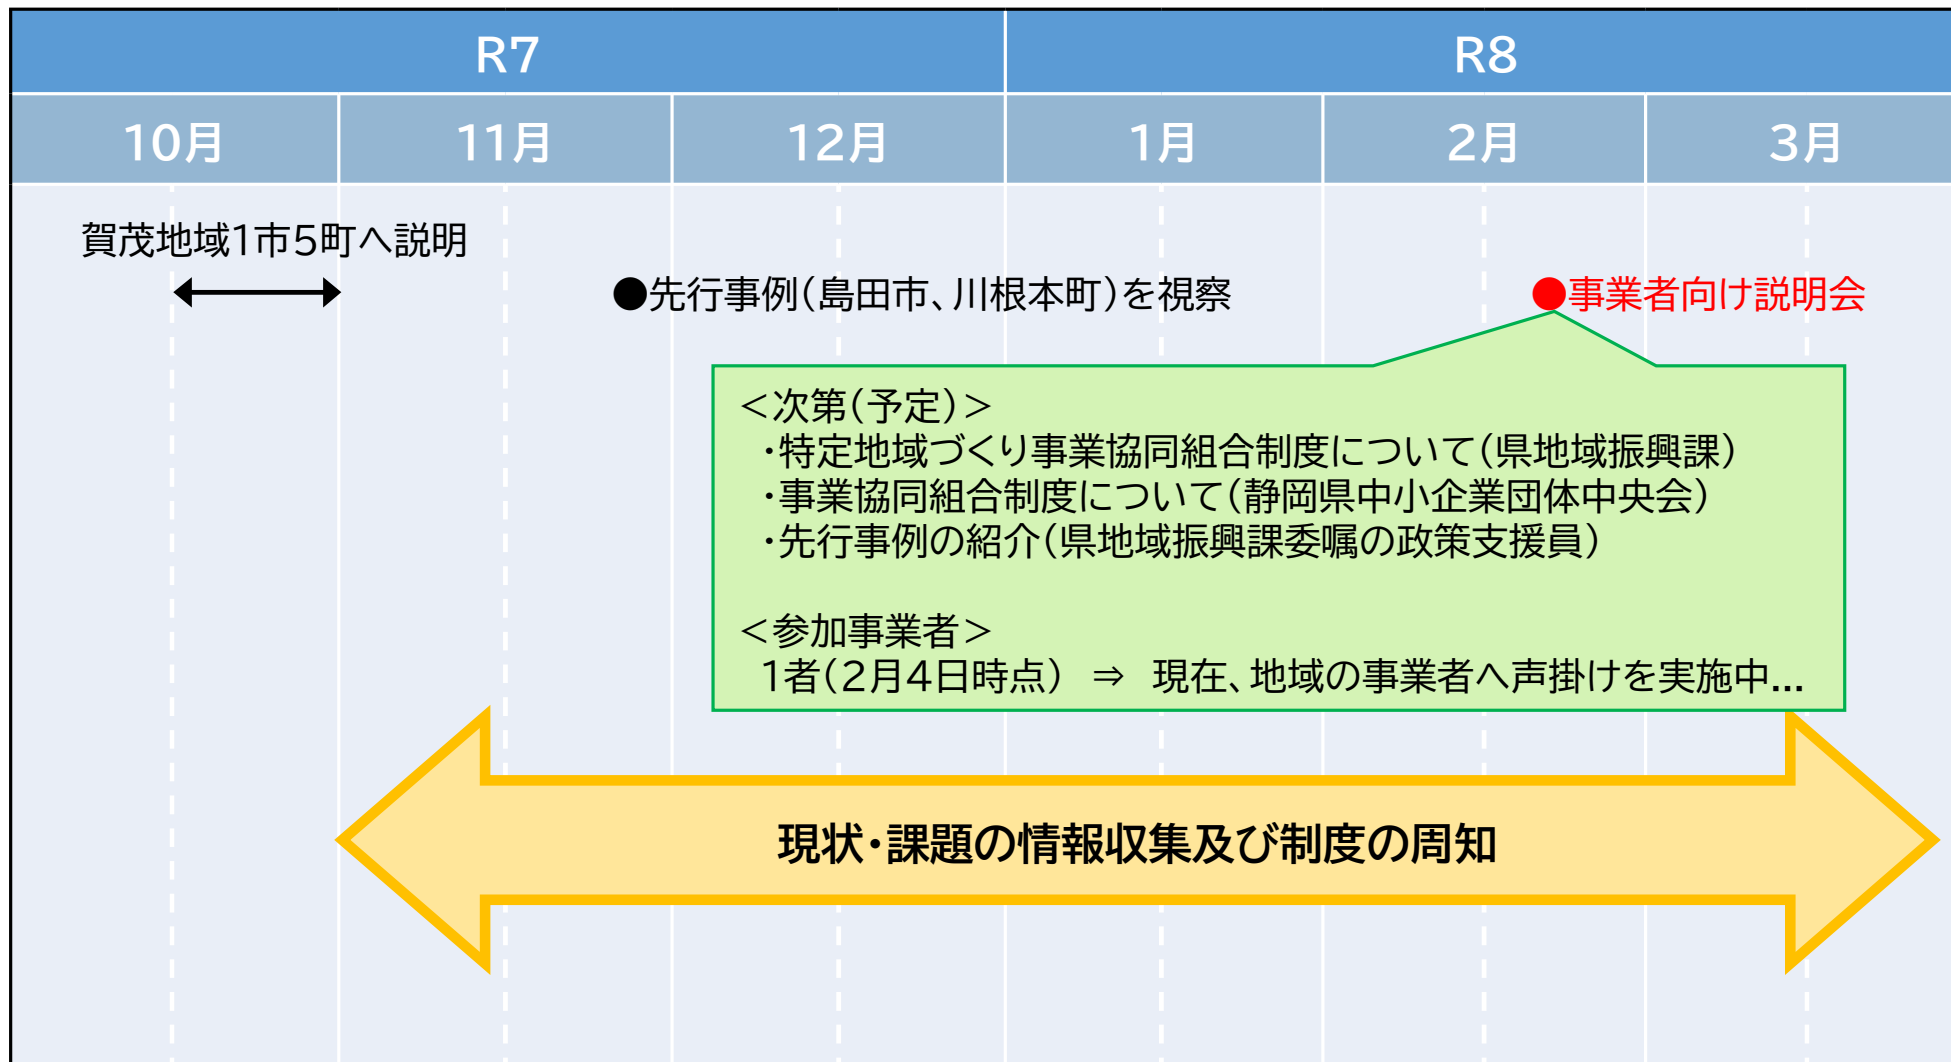 R7
R8
10月
11月
12月
1月
2月
3月
賀茂地域1市5町へ説明
●先行事例(島田市、川根本町)を視察
●事業者向け説明会
<次第(予定)>
・特定地域づくり事業協同組合制度について(県地域振興課)
・事業協同組合制度について(静岡県中小企業団体中央会)
・先行事例の紹介(県地域振興課委嘱の政策支援員)
<参加事業者>
1者(2月4日時点) ⇒ 現在、地域の事業者へ声掛けを実施中…
現状・課題の情報収集及び制度の周知